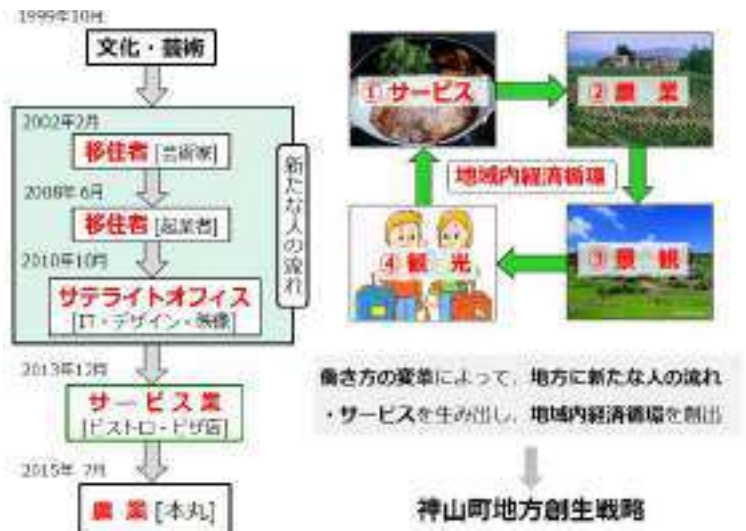 1999年10月
文化・芸術
2002年2月
移住者 [芸術家]
2008年 6月
移住者 [起業者]
2010年10月
サテライトオフィス
[IT・デザイン・映像]
新たな人の流れ
2013年12月
サービス業
[ビストロ・ピザ店]
2015年 7月
農 業 [本丸]
① サービス
② 農 業
地域内経済循環
④ 観 光
③ 景 観
働き方の変革によって、地方に新たな人の流れ
・サービスを生み出し、地域内経済循環を創出
神山町地方創生戦略